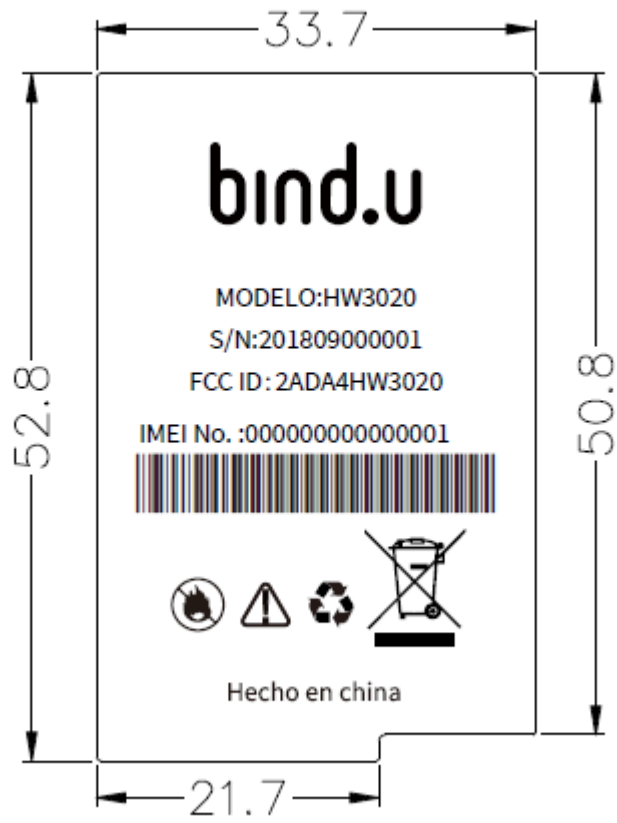 33.7
bind.u
MODELO:HW3020
S/N:201809000001
FCC ID: 2ADA4HW3020
52.8
50.8
IMEI No. :000000000000001
Hecho en china
21.7